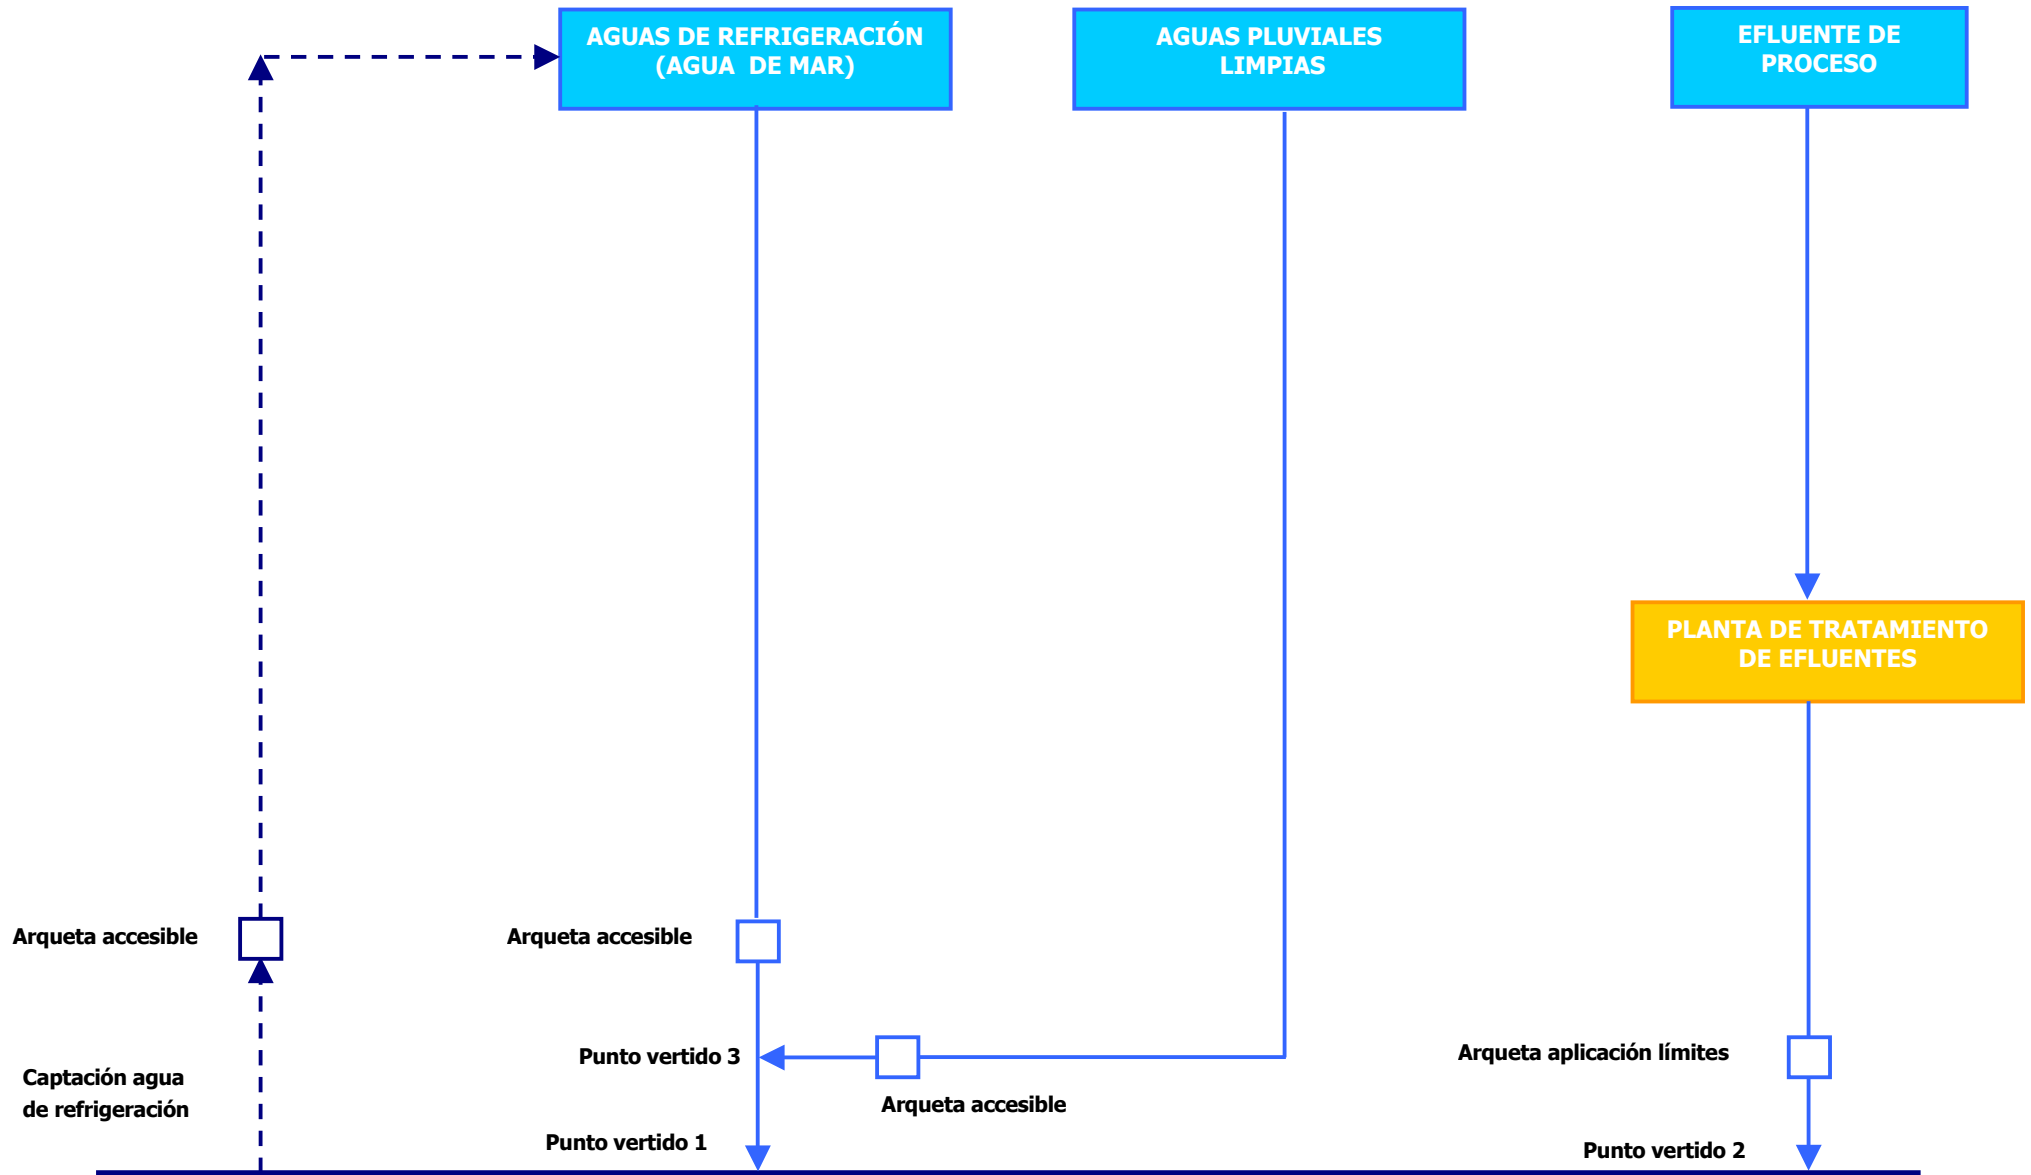 AGUAS DE REFRIGERACIÓN
(AGUA DE MAR)
AGUAS PLUVIALES
LIMPIAS
EFLUENTE DE
PROCESO
PLANTA DE TRATAMIENTO
DE EFLUENTES
Arqueta accesible
Arqueta accesible
Punto vertido 3
Arqueta aplicación límites
Captación agua
de refrigeración
Arqueta accesible
Punto vertido 1
Punto vertido 2